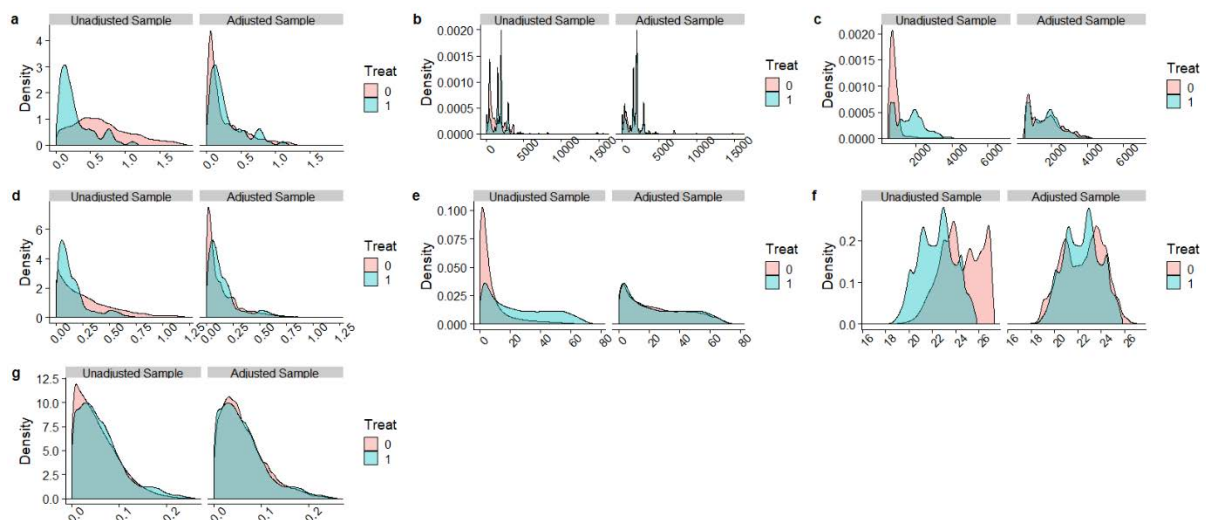 a Unadjusted Sample Adjusted Sample
Density
4
3
2
1
0
0.0 0.5 1.0 1.5 0.0 0.5 1.0 1.5
Treat
0
1
b Unadjusted Sample Adjusted Sample
Density
0.0020
0.0015
0.0010
0.0005
0.0000
0 5000 10000 15000 0 5000 10000 15000
Treat
0
1
c Unadjusted Sample Adjusted Sample
Density
0.0020
0.0015
0.0010
0.0005
0.0000
2000 4000 6000 2000 4000 6000
Treat
0
1
d Unadjusted Sample Adjusted Sample
Density
6
4
2
0
0.00 0.25 0.50 0.75 1.00 1.25 0.00 0.25 0.50 0.75 1.00 1.25
Treat
0
1
e Unadjusted Sample Adjusted Sample
Density
0.100
0.075
0.050
0.025
0.000
0 20 40 60 80 0 20 40 60 80
Treat
0
1
f Unadjusted Sample Adjusted Sample
Density
0.2
0.1
0.0
16 18 20 22 24 26 16 18 20 22 24 26
Treat
0
1
g Unadjusted Sample Adjusted Sample
Density
12.5
10.0
7.5
5.0
2.5
0.0
0.0 0.1 0.2 0.0 0.1 0.2
Treat
0
1